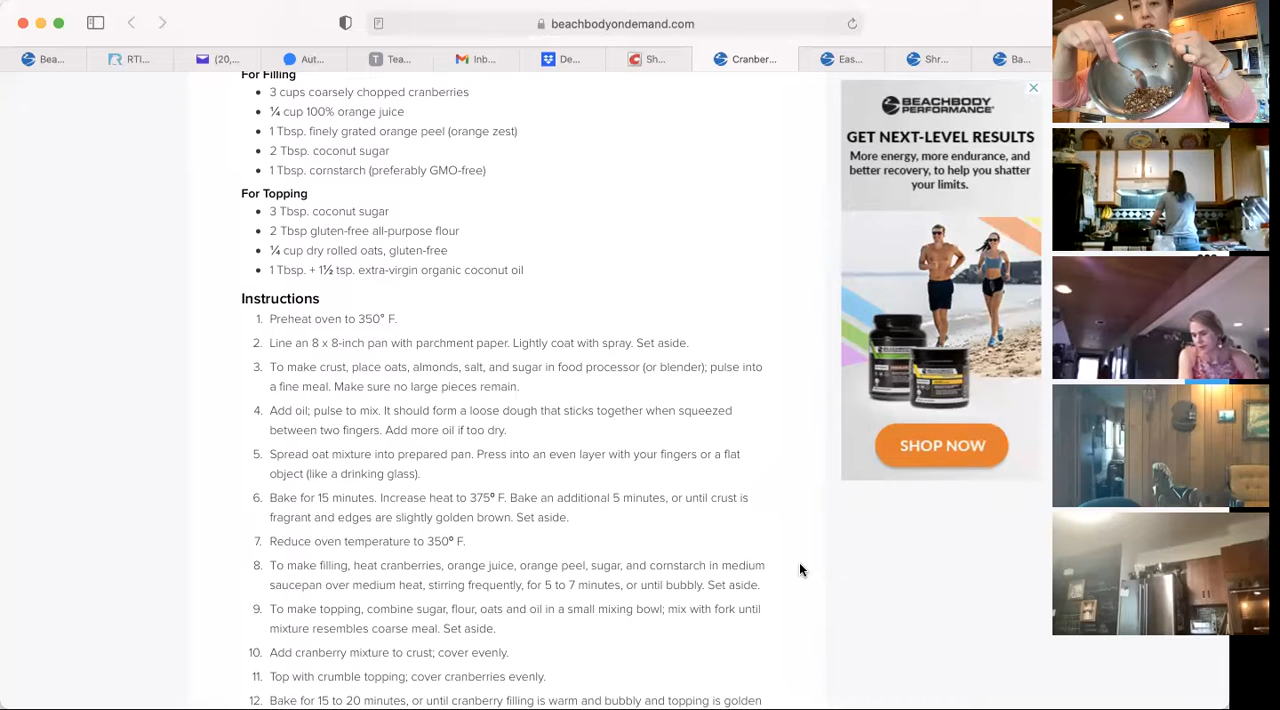 beachbodyondemand.com
Bea...
RTI...
(20,...
Aut...
Tea...
Inb...
De...
Sh...
Cranber...
Eas...
Shr...
Ba...
For Filling
3 cups coarsely chopped cranberries
¼ cup 100% orange juice
1 Tbsp. finely grated orange peel (orange zest)
2 Tbsp. coconut sugar
1 Tbsp. cornstarch (preferably GMO-free)
For Topping
3 Tbsp. coconut sugar
2 Tbsp gluten-free all-purpose flour
¼ cup dry rolled oats, gluten-free
1 Tbsp. + 1½ tsp. extra-virgin organic coconut oil
Instructions
1. Preheat oven to 350° F.
2. Line an 8 x 8-inch pan with parchment paper. Lightly coat with spray. Set aside.
3. To make crust, place oats, almonds, salt, and sugar in food processor (or blender); pulse into
a fine meal. Make sure no large pieces remain.
4. Add oil; pulse to mix. It should form a loose dough that sticks together when squeezed
between two fingers. Add more oil if too dry.
5. Spread oat mixture into prepared pan. Press into an even layer with your fingers or a flat
object (like a drinking glass).
6. Bake for 15 minutes. Increase heat to 375º F. Bake an additional 5 minutes, or until crust is
fragrant and edges are slightly golden brown. Set aside.
7. Reduce oven temperature to 350º F.
8. To make filling, heat cranberries, orange juice, orange peel, sugar, and cornstarch in medium
saucepan over medium heat, stirring frequently, for 5 to 7 minutes, or until bubbly. Set aside.
9. To make topping, combine sugar, flour, oats and oil in a small mixing bowl; mix with fork until
mixture resembles coarse meal. Set aside.
10. Add cranberry mixture to crust; cover evenly.
11. Top with crumble topping; cover cranberries evenly.
12. Bake for 15 to 20 minutes, or until cranberry filling is warm and bubbly and topping is golden
BEACHBODY
PERFORMANCE
GET NEXT-LEVEL RESULTS
More energy, more endurance, and
better recovery, to help you shatter
your limits.
SHOP NOW